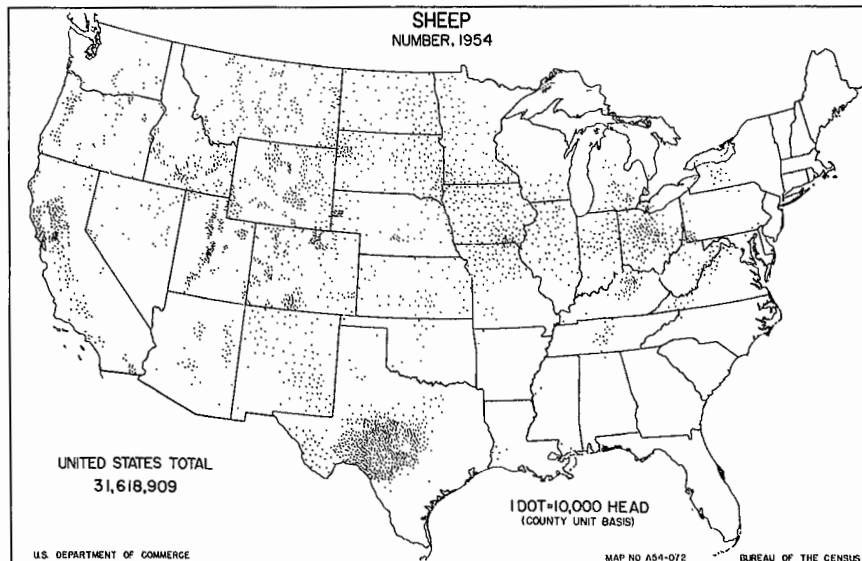 SHEEP
NUMBER, 1954
UNITED STATES TOTAL
31,618,909
1 DOT=10,000 HEAD
(COUNTY UNIT BASIS)
U.S. DEPARTMENT OF COMMERCE
MAP NO A54-072
BUREAU OF THE CENSUS